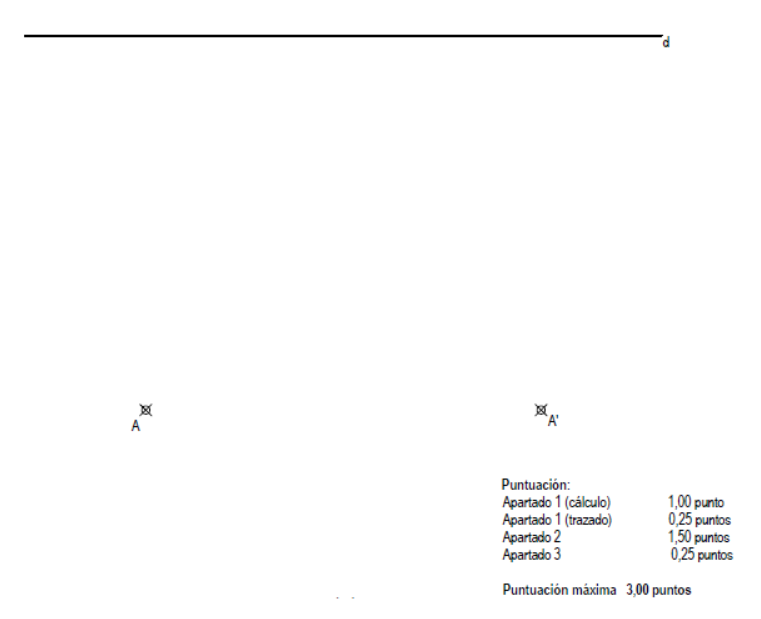 d
A
A'
Puntuación:
Apartado 1 (cálculo) 1,00 punto
Apartado 1 (trazado) 0,25 puntos
Apartado 2 1,50 puntos
Apartado 3 0,25 puntos
Puntuación máxima 3,00 puntos